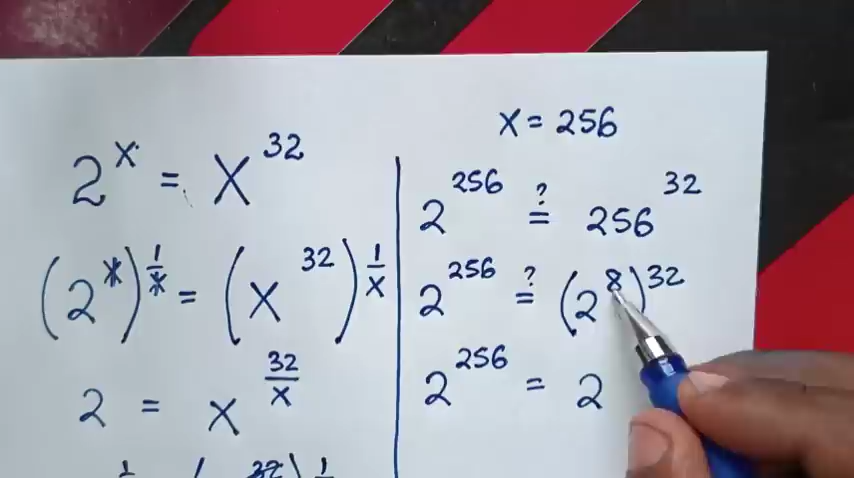 2^x = x^32
(2^x)^(1/x) = (x^32)^(1/x)
2 = x^(32/x)
x = 256
2^256 ?= 256^32
2^256 ?= (2^8)^32
2^256 = 2